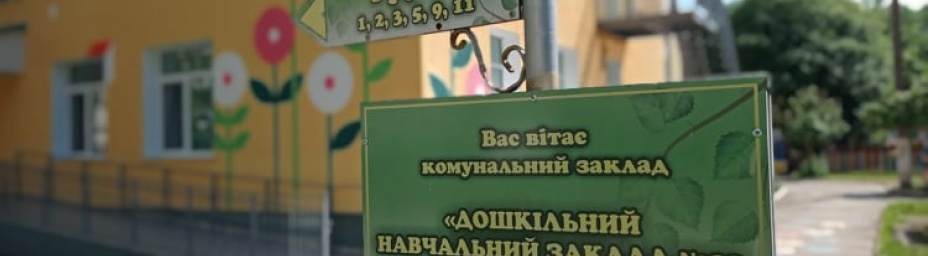 1, 2, 3, 5, 9, 11
Вас вітає
комунальний заклад
«ДОШКІЛЬНИЙ
НАВЧАЛЬНИЙ ЗАКЛАД